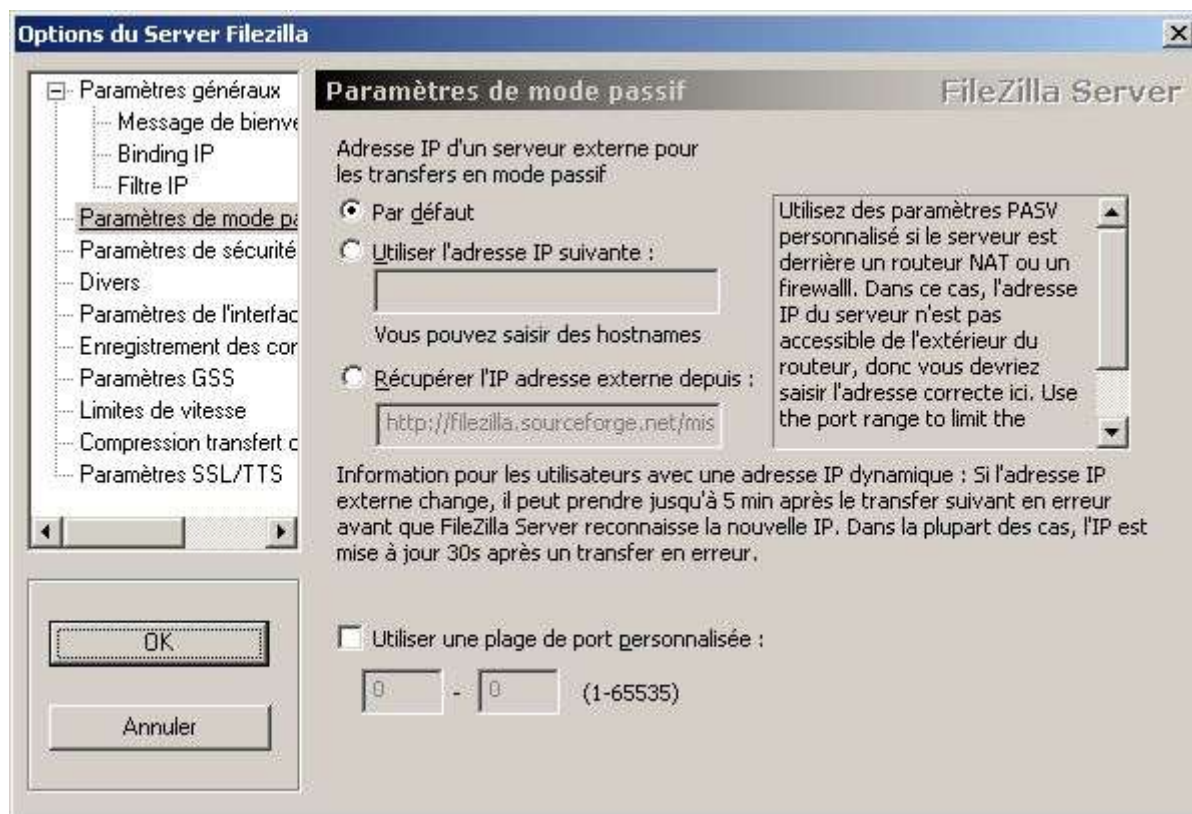 Options du Server Filezilla
Paramètres généraux
Message de bienve
Binding IP
Filtre IP
Paramètres de mode pa
Paramètres de sécurité
Divers
Paramètres de l'interfac
Enregistrement des cor
Paramètres GSS
Limites de vitesse
Compression transfert c
Paramètres SSL/TTS
OK
Annuler
Paramètres de mode passif
FileZilla Server
Adresse IP d'un serveur externe pour
les transfers en mode passif
Par défaut
Utiliser l'adresse IP suivante :
Vous pouvez saisir des hostnames
Récupérer l'IP adresse externe depuis :
http://filezilla.sourceforge.net/mis
Utilisez des paramètres PASV
personnalisé si le serveur est
derrière un routeur NAT ou un
firewalll. Dans ce cas, l'adresse
IP du serveur n'est pas
accessible de l'extérieur du
routeur, donc vous devriez
saisir l'adresse correcte ici. Use
the port range to limit the
Information pour les utilisateurs avec une adresse IP dynamique : Si l'adresse IP
externe change, il peut prendre jusqu'à 5 min après le transfer suivant en erreur
avant que FileZilla Server reconnaisse la nouvelle IP. Dans la plupart des cas, l'IP est
mise à jour 30s après un transfer en erreur.
Utiliser une plage de port personnalisée :
0 - 0 (1-65535)